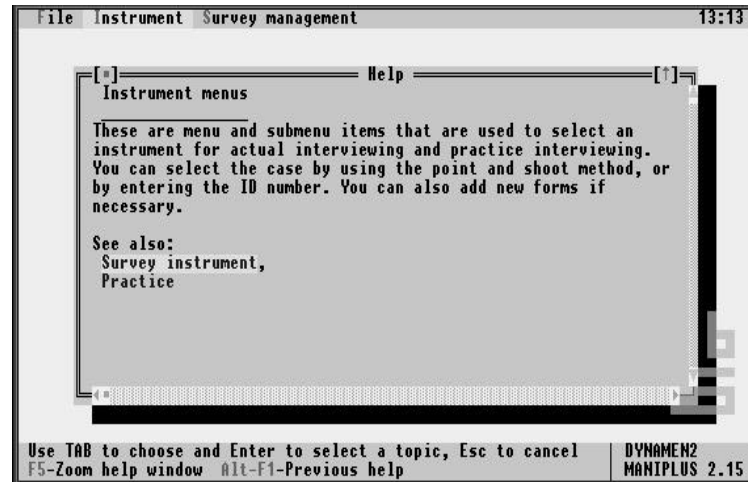 File Instrument Survey management 13:13
Help
Instrument menus
These are menu and submenu items that are used to select an
instrument for actual interviewing and practice interviewing.
You can select the case by using the point and shoot method, or
by entering the ID number. You can also add new forms if
necessary.
See also:
Survey instrument,
Practice
Use TAB to choose and Enter to select a topic, Esc to cancel
F5-Zoom help window Alt-F1-Previous help
DYNAMEN2
MANIPLUS 2.15